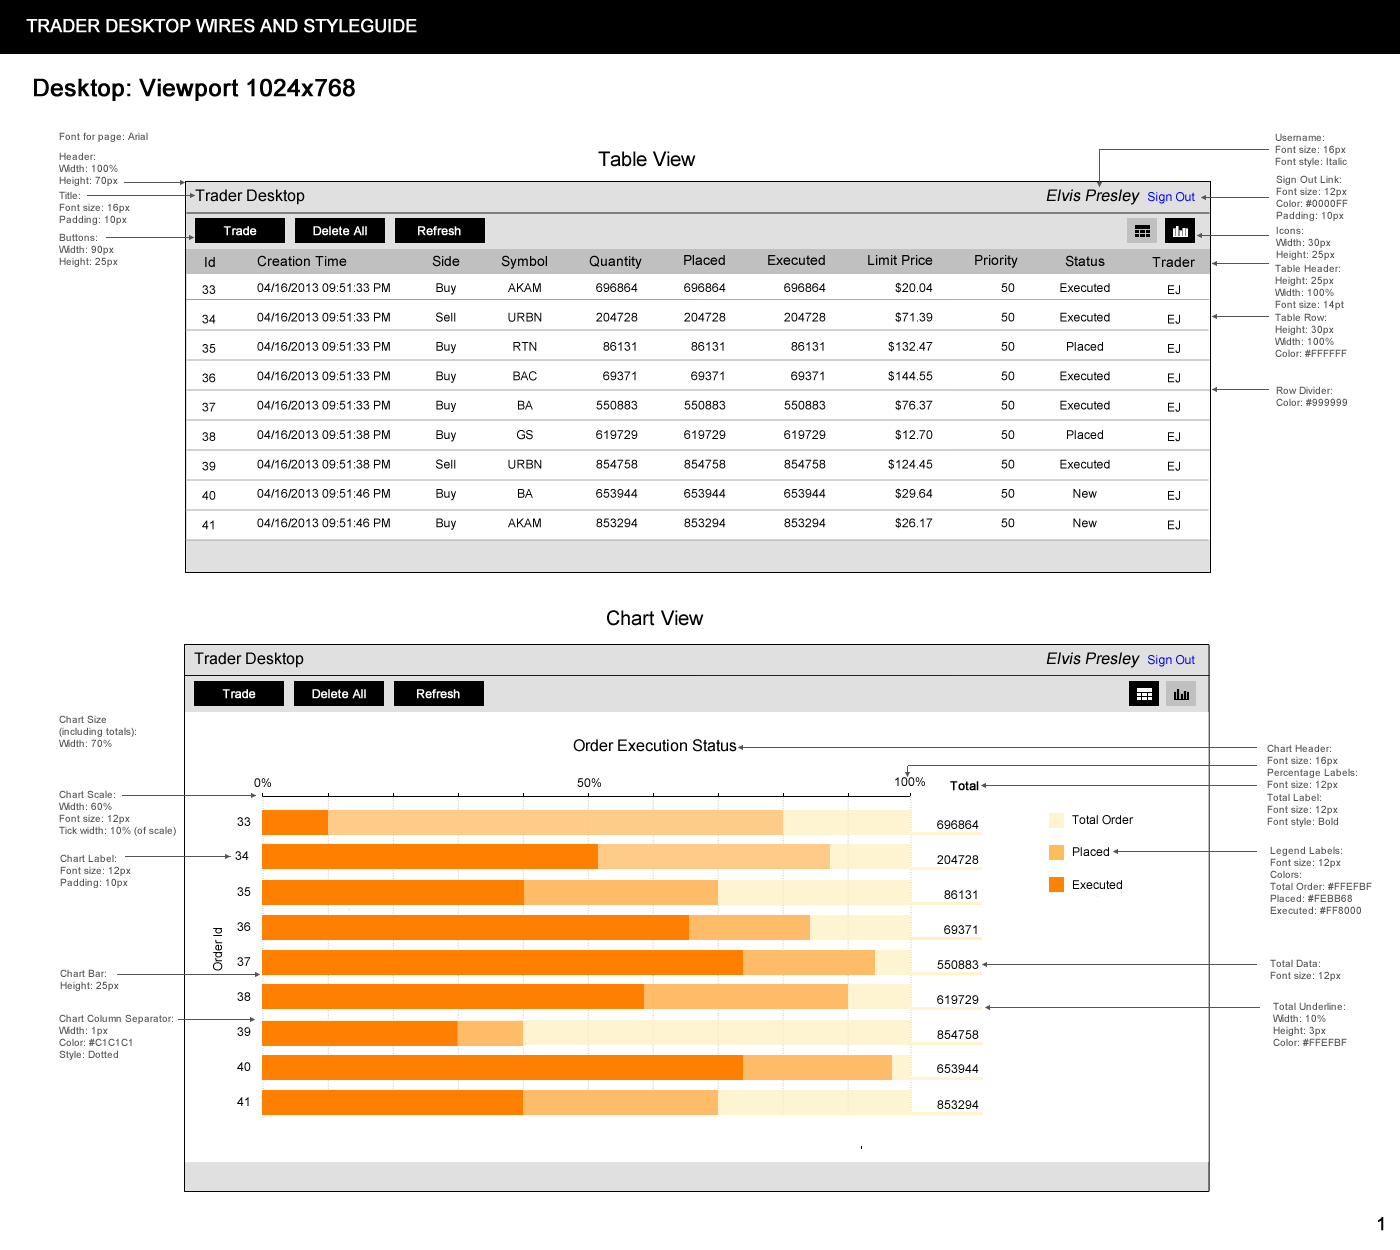 TRADER DESKTOP WIRES AND STYLEGUIDE
Desktop: Viewport 1024x768
Font for page: Arial
Header:
Width: 100%
Height: 70px
Title:
Font size: 16px
Padding: 10px
Buttons:
Width: 90px
Height: 25px
Table View
Username:
Font size: 16px
Font style: Italic
Sign Out Link:
Font size: 12px
Color: #0000FF
Padding: 10px
Icons:
Width: 30px
Height: 25px
Table Header:
Height: 25px
Width: 100%
Font size: 14pt
Table Row:
Height: 30px
Width: 100%
Color: #FFFFFF
Row Divider:
Color: #999999
Trader Desktop Elvis Presley Sign Out
Trade Delete All Refresh
Id Creation Time Side Symbol Quantity Placed Executed Limit Price Priority Status Trader
33 04/16/2013 09:51:33 PM Buy AKAM 696864 696864 696864 $20.04 50 Executed EJ
34 04/16/2013 09:51:33 PM Sell URBN 204728 204728 204728 $71.39 50 Executed EJ
35 04/16/2013 09:51:33 PM Buy RTN 86131 86131 86131 $132.47 50 Placed EJ
36 04/16/2013 09:51:33 PM Buy BAC 69371 69371 69371 $144.55 50 Executed EJ
37 04/16/2013 09:51:33 PM Buy BA 550883 550883 550883 $76.37 50 Executed EJ
38 04/16/2013 09:51:38 PM Buy GS 619729 619729 619729 $12.70 50 Placed EJ
39 04/16/2013 09:51:38 PM Sell URBN 854758 854758 854758 $124.45 50 Executed EJ
40 04/16/2013 09:51:46 PM Buy BA 653944 653944 653944 $29.64 50 New EJ
41 04/16/2013 09:51:46 PM Buy AKAM 853294 853294 853294 $26.17 50 New EJ
Chart View
Trader Desktop Elvis Presley Sign Out
Trade Delete All Refresh
Chart Size
(including totals):
Width: 70%
Chart Scale:
Width: 60%
Font size: 12px
Tick width: 10% (of scale)
Chart Label:
Font size: 12px
Padding: 10px
Chart Bar:
Height: 25px
Chart Column Separator:
Width: 1px
Color: #C1C1C1
Style: Dotted
Order Execution Status
0% 50% 100% Total
Order Id
33 696864
34 204728
35 86131
36 69371
37 550883
38 619729
39 854758
40 653944
41 853294
Total Order
Placed
Executed
Chart Header:
Font size: 16px
Percentage Labels:
Font size: 12px
Total Label:
Font size: 12px
Font style: Bold
Legend Labels:
Font size: 12px
Colors:
Total Order: #FFEFBF
Placed: #FEBB68
Executed: #FF8000
Total Data:
Font size: 12px
Total Underline:
Width: 10%
Height: 3px
Color: #FFEFBF
1